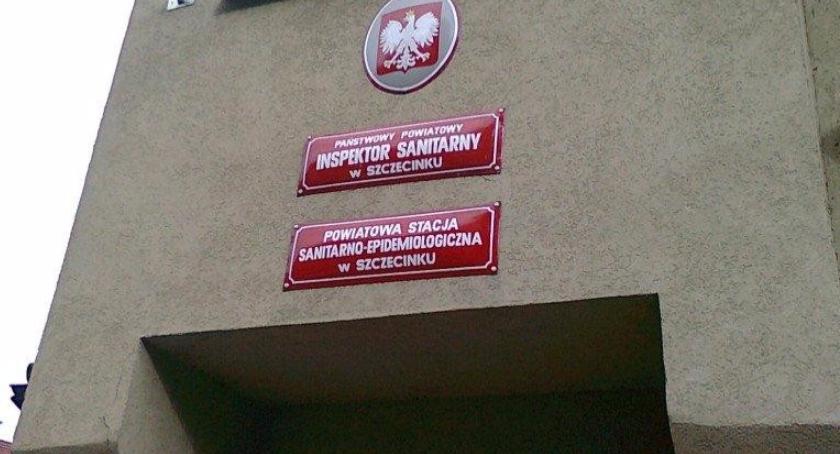 PAŃSTWOWY POWIATOWY
INSPEKTOR SANITARNY
W SZCZECINKU
POWIATOWA STACJA
SANITARNO-EPIDEMIOLOGICZNA
W SZCZECINKU